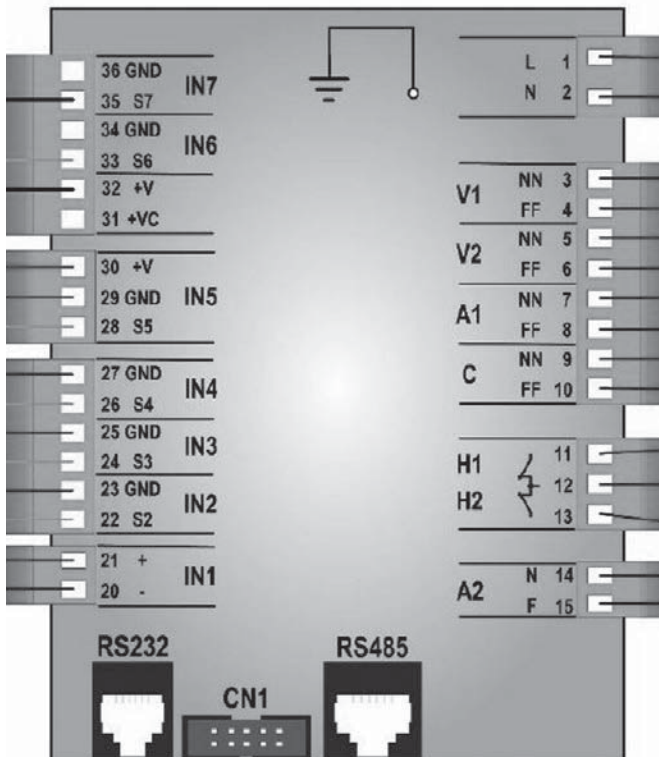 36 GND
IN7
35 S7
34 GND
IN6
33 S6
32 +V
31 +VC
30 +V
29 GND
IN5
28 S5
27 GND
IN4
26 S4
25 GND
IN3
24 S3
23 GND
IN2
22 S2
21 +
IN1
20 -
L 1
N 2
V1
NN 3
FF 4
V2
NN 5
FF 6
A1
NN 7
FF 8
C
NN 9
FF 10
H1
11
12
H2
13
A2
N 14
F 15
RS232
CN1
RS485